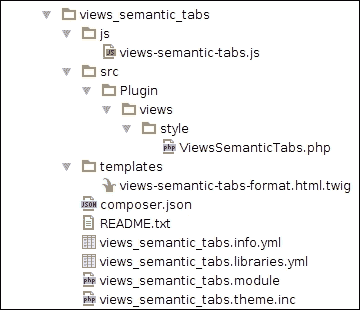 views_semantic_tabs
js
views-semantic-tabs.js
src
Plugin
views
style
ViewsSemanticTabs.php
templates
views-semantic-tabs-format.html.twig
composer.json
README.txt
views_semantic_tabs.info.yml
views_semantic_tabs.libraries.yml
views_semantic_tabs.module
views_semantic_tabs.theme.inc